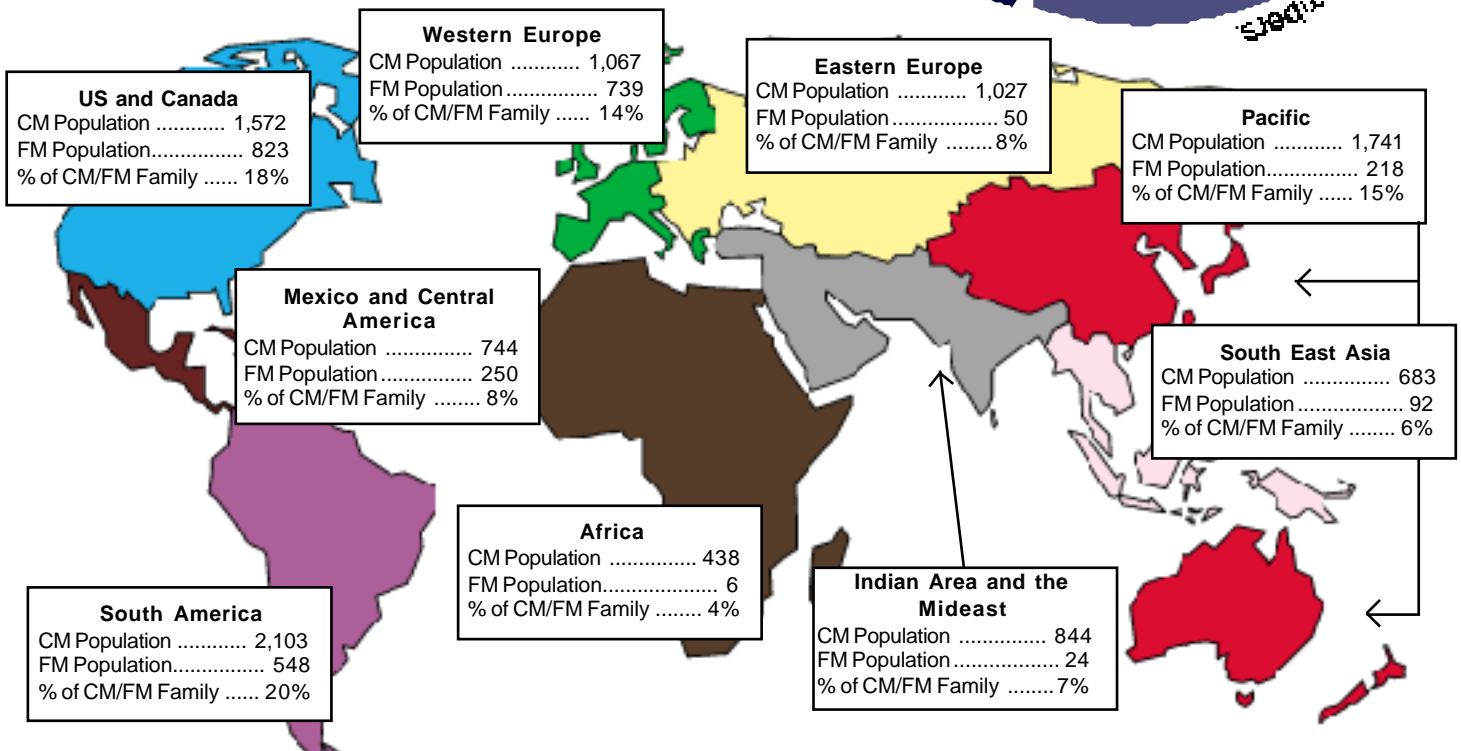 US and Canada
CM Population ............ 1,572
FM Population................ 823
% of CM/FM Family ...... 18%
Western Europe
CM Population ............ 1,067
FM Population................ 739
% of CM/FM Family ...... 14%
Eastern Europe
CM Population ............ 1,027
FM Population................... 50
% of CM/FM Family ........8%
Pacific
CM Population ............ 1,741
FM Population................ 218
% of CM/FM Family ...... 15%
Mexico and Central
America
CM Population ............... 744
FM Population................ 250
% of CM/FM Family ........ 8%
South East Asia
CM Population ............... 683
FM Population................... 92
% of CM/FM Family ........ 6%
Africa
CM Population ............... 438
FM Population.................... 6
% of CM/FM Family ........ 4%
Indian Area and the
Mideast
CM Population ............... 844
FM Population................... 24
% of CM/FM Family ........7%
South America
CM Population ............ 2,103
FM Population................ 548
% of CM/FM Family ...... 20%